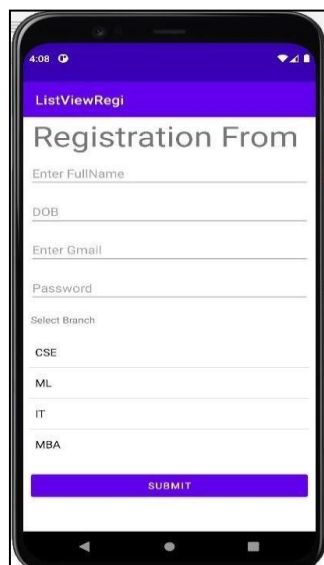 4:08
ListViewRegi
Registration From
Enter FullName
DOB
Enter Gmail
Password
Select Branch
CSE
ML
IT
MBA
SUBMIT